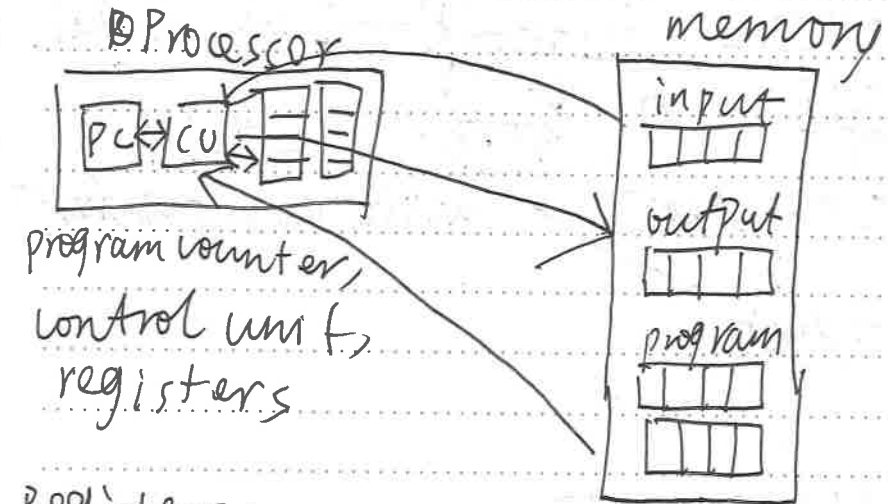 Processor
memory
PC
CU
input
output
program
program counter,
control unit,
registers